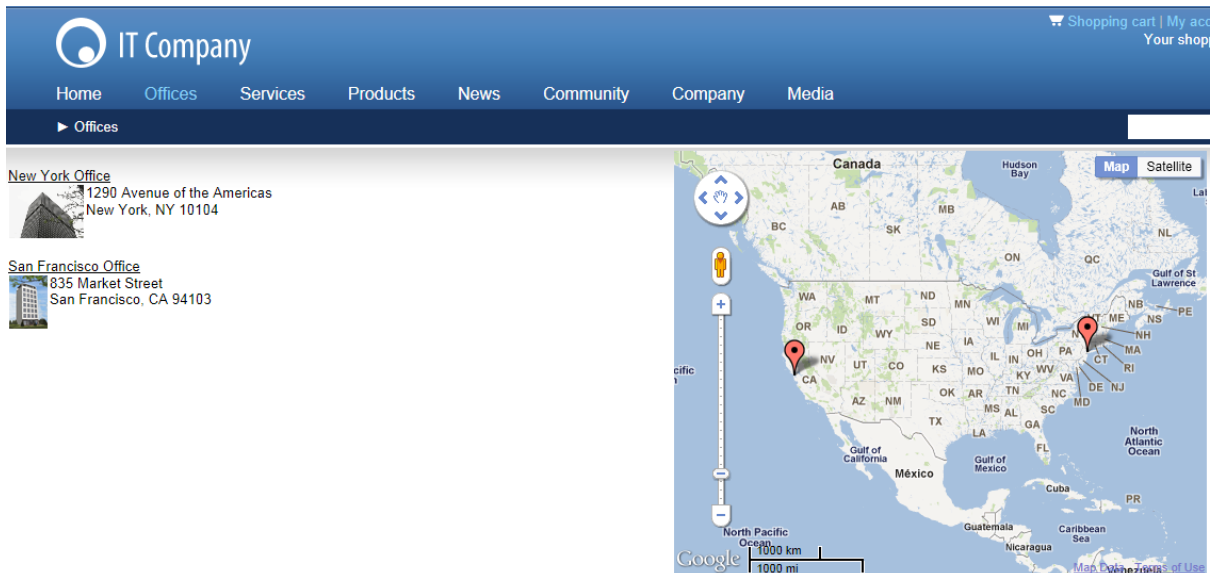 Shopping cart | My acc
Your shopp
IT Company
Home Offices Services Products News Community Company Media
► Offices
New York Office
1290 Avenue of the Americas
New York, NY 10104
San Francisco Office
835 Market Street
San Francisco, CA 94103
Map Satellite
Canada
Hudson
Bay
Lal
AB
MB
BC
SK
NL
ON
QC
Gulf of St
Lawrence
WA
MT
ND
MN
NB
PE
VT
ME
NS
OR
ID
SD
WI
MI
NH
WY
NE
IA
MA
NV
UT
CO
KS
MO
IL
IN
OH
PA
CT
RI
cific
CA
KY
WV
VA
DE
NJ
AZ
NM
OK
AR
TN
NC
MD
MS
AL
SC
TX
LA
GA
FL
North
Atlantic
Ocean
Gulf of
California
Gulf of
Mexico
México
Cuba
PR
Guatemala
Caribbean
Sea
Nicaragua
North Pacific
Ocean
Google
1000 km
1000 mi
Venezuela
Map Data - Terms of Use